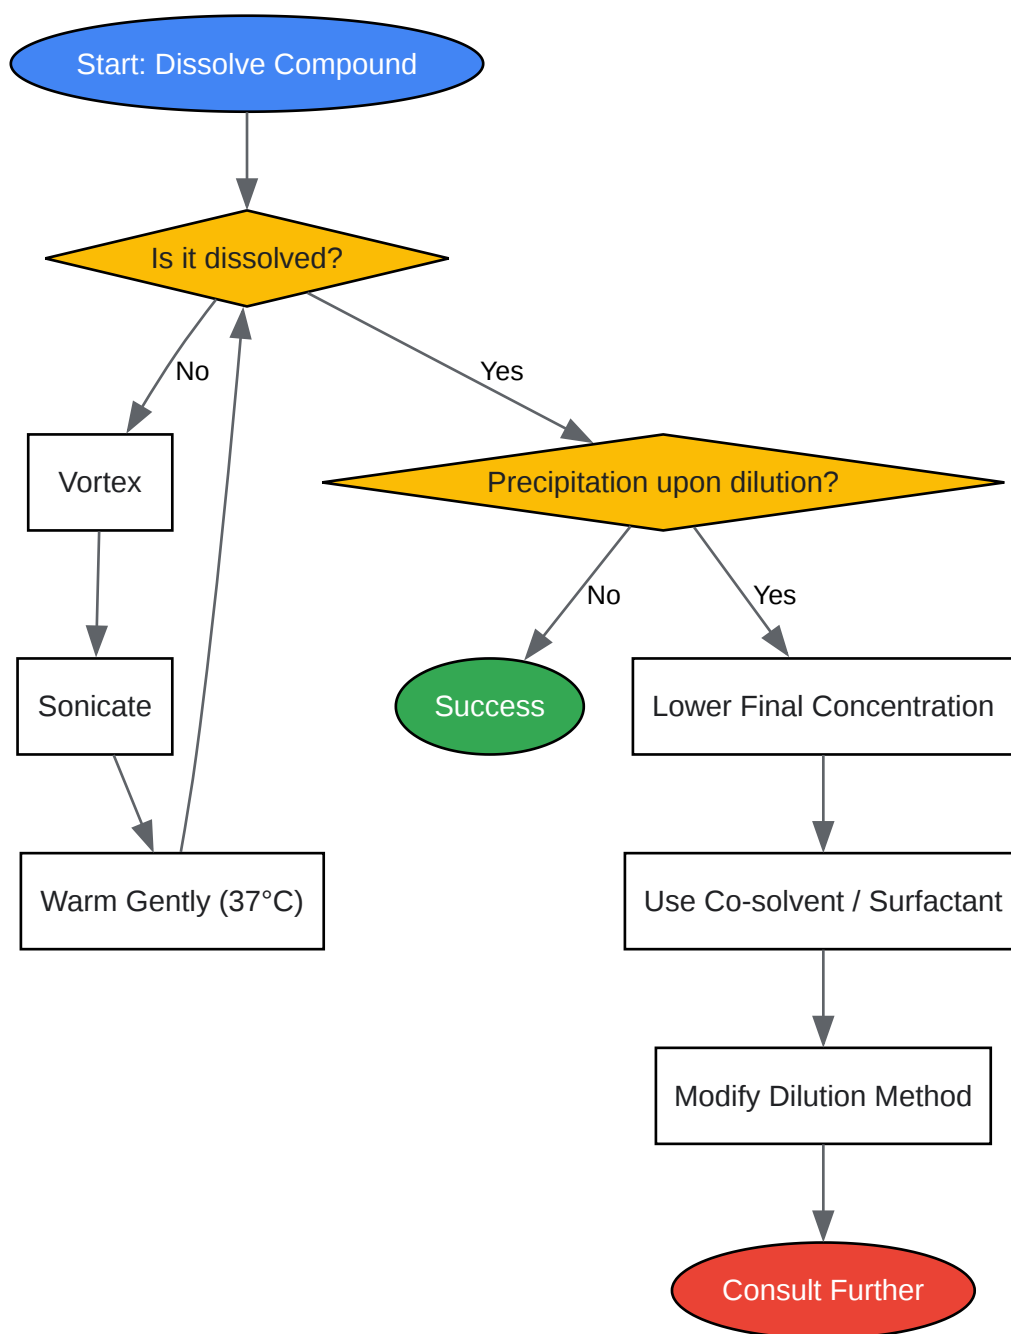 Start: Dissolve Compound
Is it dissolved?
No
Yes
Vortex
Precipitation upon dilution?
No
Yes
Sonicate
Success
Lower Final Concentration
Warm Gently (37°C)
Use Co-solvent / Surfactant
Modify Dilution Method
Consult Further